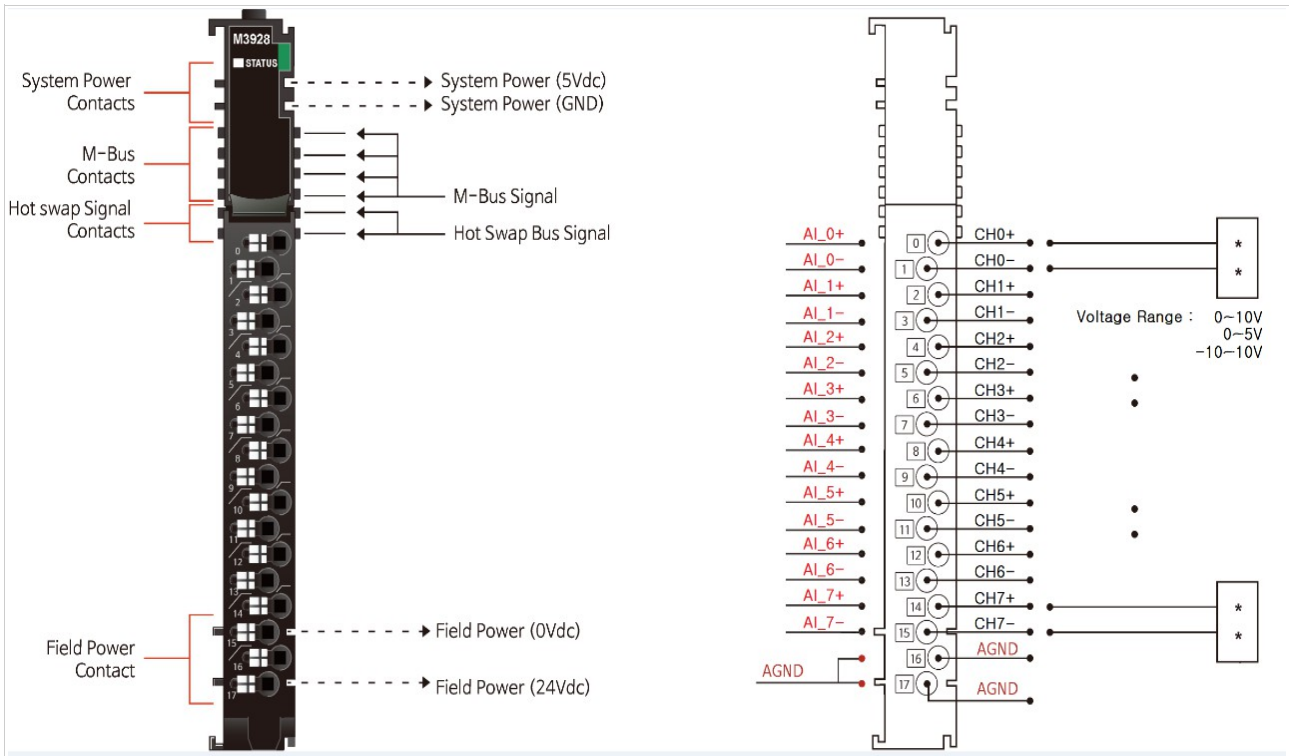 M3928
STATUS
System Power
Contacts
System Power (5Vdc)
System Power (GND)
M-Bus
Contacts
M-Bus Signal
Hot swap Signal
Contacts
Hot Swap Bus Signal
0
1
2
3
4
5
6
7
8
9
10
11
12
13
14
15
16
17
Field Power
Contact
Field Power (0Vdc)
Field Power (24Vdc)
AI_0+ 0 CH0+ *
AI_0- 1 CH0- *
AI_1+ 2 CH1+
AI_1- 3 CH1-
Voltage Range : 0~10V
0~5V
-10~10V
AI_2+ 4 CH2+
AI_2- 5 CH2-
AI_3+ 6 CH3+
AI_3- 7 CH3-
AI_4+ 8 CH4+
AI_4- 9 CH4-
AI_5+ 10 CH5+
AI_5- 11 CH5-
AI_6+ 12 CH6+
AI_6- 13 CH6-
AI_7+ 14 CH7+ *
AI_7- 15 CH7- *
AGND 16 AGND
17 AGND